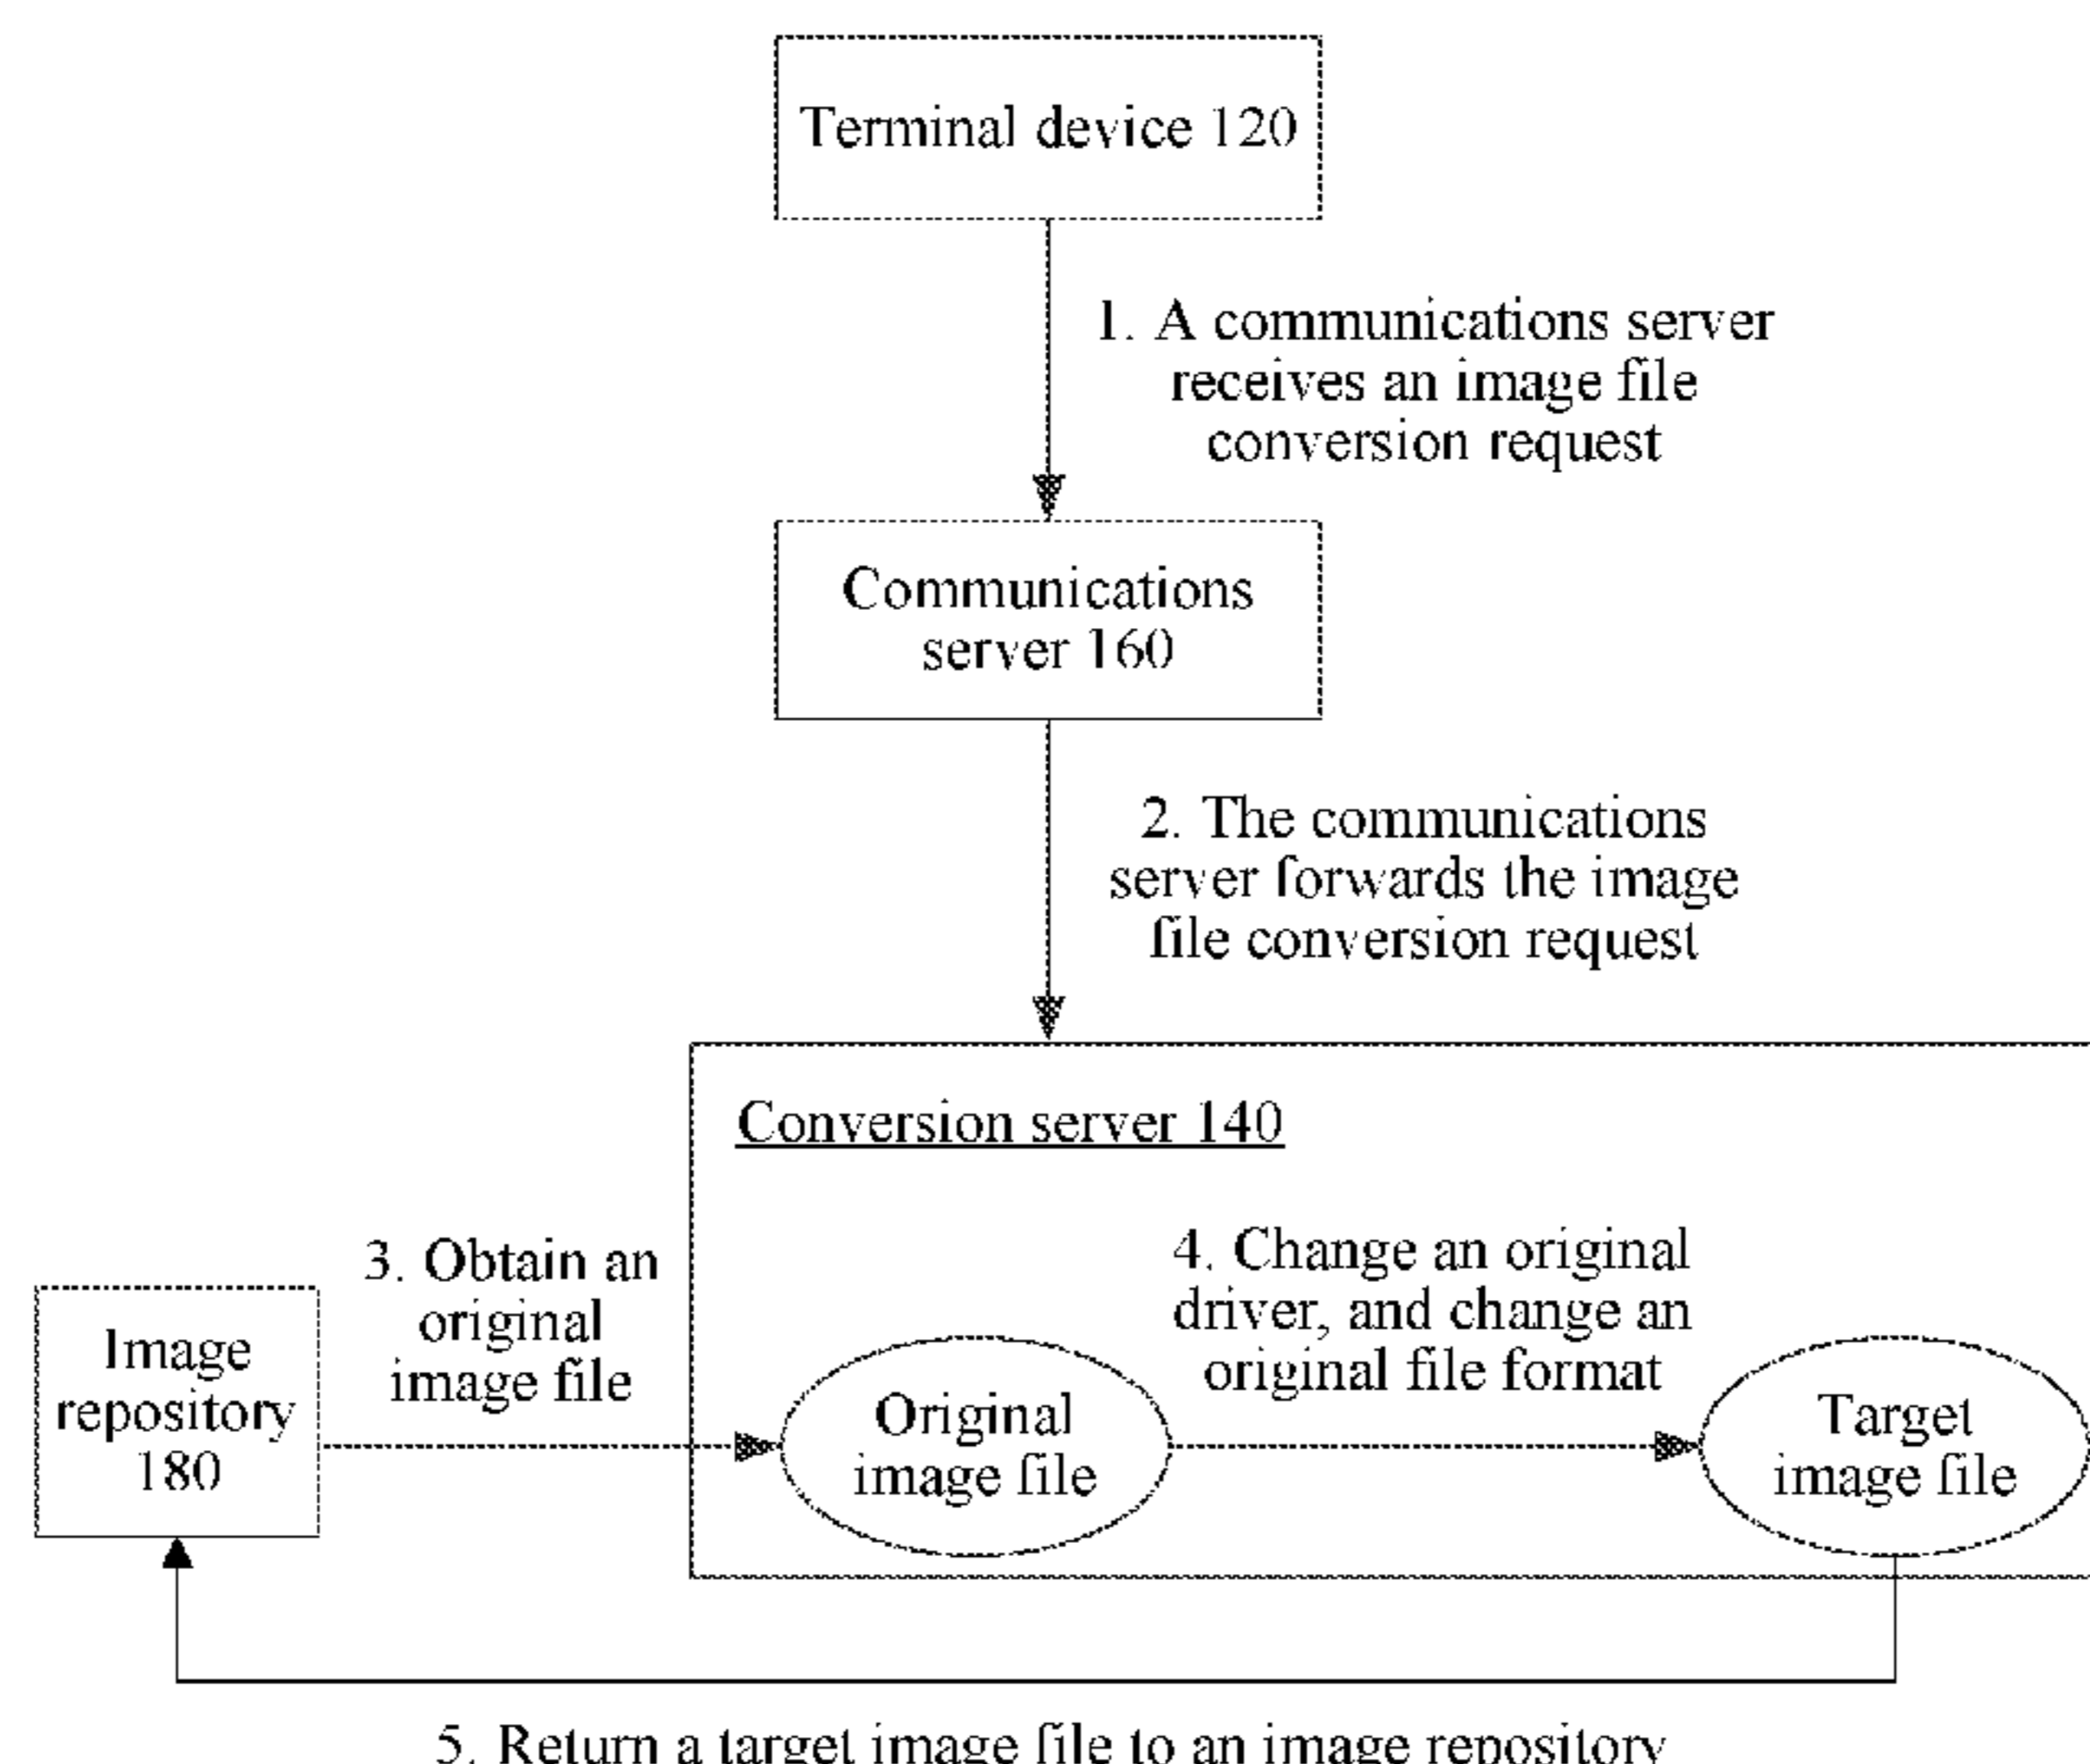 Terminal device 120
1. A communications server
receives an image file
conversion request
Communications
server 160
2. The communications
server forwards the image
file conversion request
Conversion server 140
3. Obtain an
original
image file
4. Change an original
driver, and change an
original file format
Image
repository
180
Original
image file
Target
image file
5. Return a target image file to an image repository